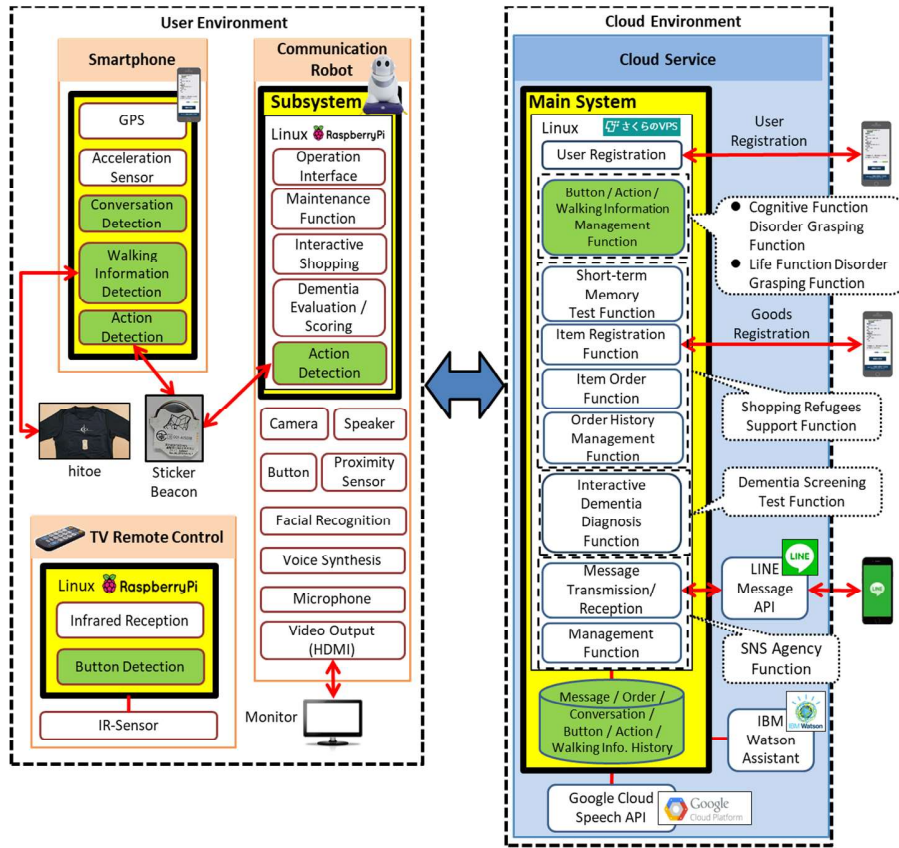 User Environment
Smartphone
GPS
Acceleration
Sensor
Conversation
Detection
Walking
Information
Detection
Action
Detection
hitoe
Sticker
Beacon
Communication
Robot
Subsystem
Linux RaspberryPi
Operation
Interface
Maintenance
Function
Interactive
Shopping
Dementia
Evaluation /
Scoring
Action
Detection
Camera
Speaker
Button
Proximity
Sensor
Facial Recognition
Voice Synthesis
Microphone
Video Output
(HDMI)
Monitor
TV Remote Control
Linux RaspberryPi
Infrared Reception
Button Detection
IR-Sensor
Cloud Environment
Cloud Service
Main System
Linux さくらのVPS
User Registration
Button / Action /
Walking Information
Management
Function
Short-term
Memory
Test Function
Item Registration
Function
Item Order
Function
Order History
Management
Function
Interactive
Dementia
Diagnosis
Function
Message
Transmission/
Reception
Management
Function
Message / Order /
Conversation /
Button / Action /
Walking Info. History
Google Cloud
Speech API
Google
Cloud Platform
User
Registration
● Cognitive Function
Disorder Grasping
Function
● Life Function Disorder
Grasping Function
Goods
Registration
Shopping Refugees
Support Function
Dementia Screening
Test Function
LINE
LINE
Message
API
LINE
SNS Agency
Function
IBM Watson
IBM
Watson
Assistant